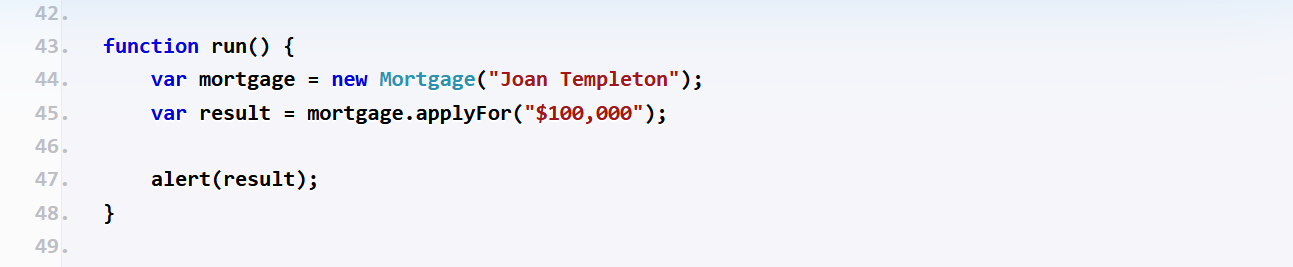 42.
43. function run() {
44.     var mortgage = new Mortgage("Joan Templeton");
45.     var result = mortgage.applyFor("$100,000");
46.
47.     alert(result);
48. }
49.